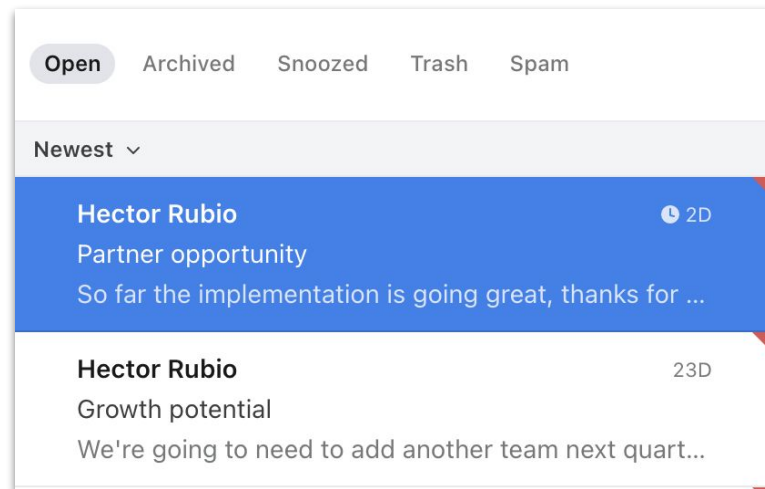 Open Archived Snoozed Trash Spam
Newest
Hector Rubio 2D
Partner opportunity
So far the implementation is going great, thanks for ...
Hector Rubio 23D
Growth potential
We're going to need to add another team next quart...